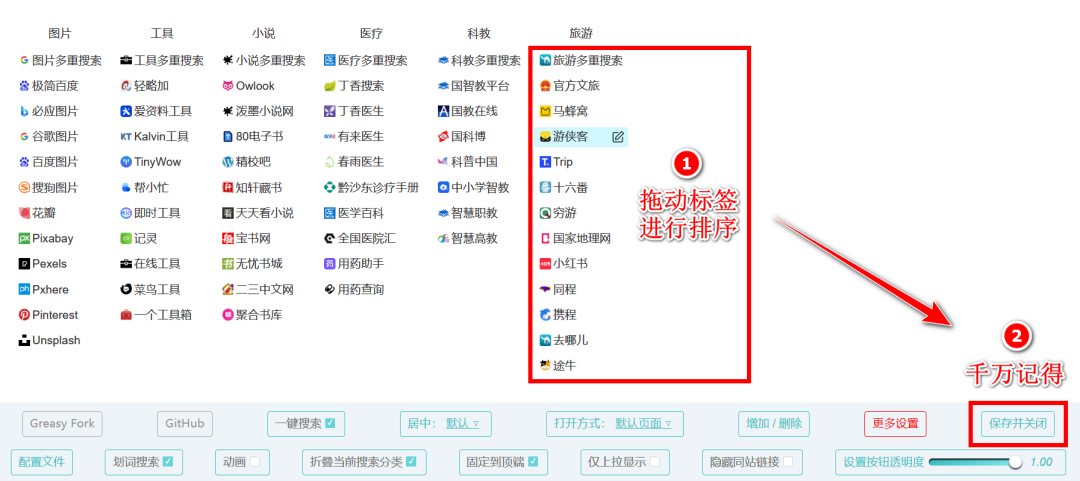 图片 工具 小说 医疗 科教 旅游
图片多重搜索 工具多重搜索 小说多重搜索 医疗多重搜索 科教多重搜索 旅游多重搜索
极简百度 轻略加 Owlook 丁香搜索 国智教平台 官方文旅
必应图片 爱资料工具 泼墨小说网 丁香医生 国教在线 马蜂窝
谷歌图片 KT Kalvin工具 80电子书 有来医生 国科博 游侠客
百度图片 TinyWow 精校吧 春雨医生 科普中国 Trip
搜狗图片 帮小忙 知轩藏书 黔沙东诊疗手册 中小学智教 十六番
花瓣 即时工具 天天看小说 医学百科 智慧职教 穷游
Pixabay 记灵 宝书网 全国医院汇 智慧高教 国家地理网
Pexels 在线工具 无忧书城 用药助手 小红书
Pxhere 菜鸟工具 二三中文网 用药查询 同程
Pinterest 一个工具箱 聚合书库 携程
Unsplash 去哪儿
途牛
1
拖动标签
进行排序
2
千万记得
Greasy Fork GitHub 一键搜索 居中： 默认 ▿ 打开方式： 默认页面 ▿ 增加 / 删除 更多设置 保存并关闭
配置文件 划词搜索 动画 折叠当前搜索分类 固定到顶端 仅上拉显示 隐藏同站链接 设置按钮透明度 1.00